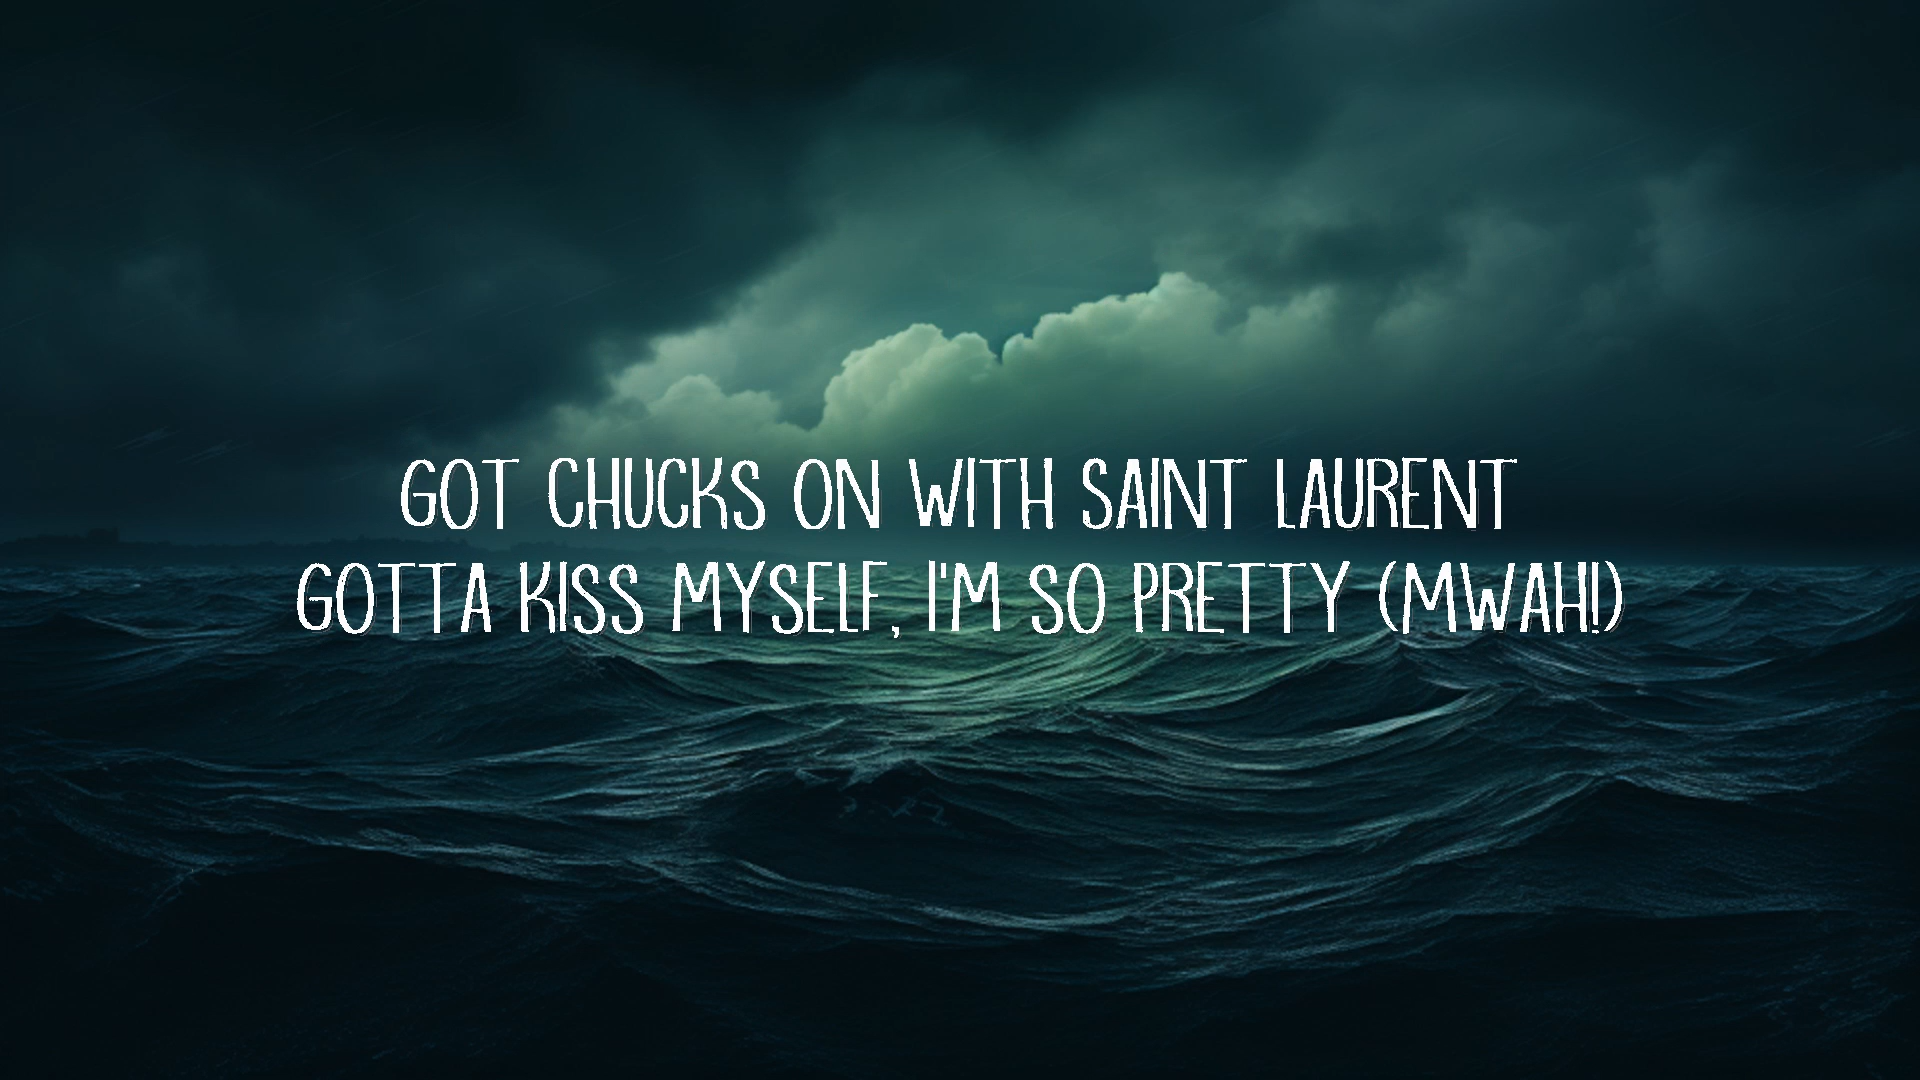 GOT CHUCKS ON WITH SAINT LAURENT
GOTTA KISS MYSELF, I'M SO PRETTY (MWAH!)